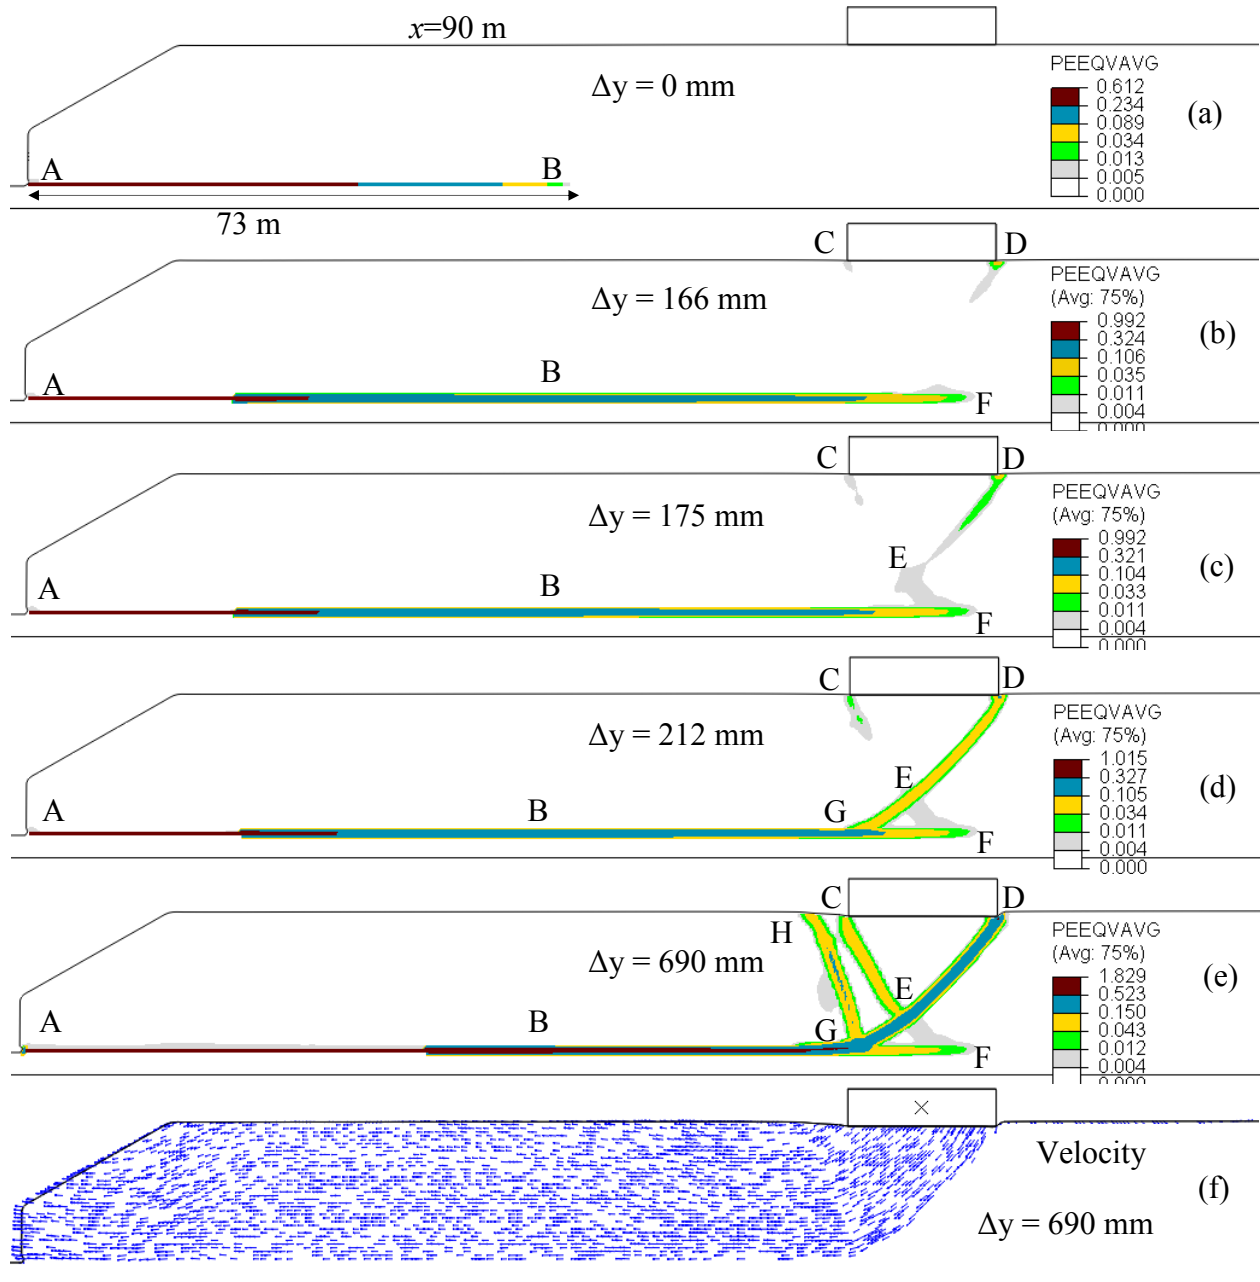 x=90 m
Δy = 0 mm
PEEQVAVG
0.612
0.234
0.089
0.034
0.013
0.005
0.000
(a)
A
B
73 m
C
D
Δy = 166 mm
PEEQVAVG
(Avg: 75%)
0.992
0.324
0.106
0.035
0.011
0.004
0.000
(b)
A
B
F
C
D
Δy = 175 mm
PEEQVAVG
(Avg: 75%)
0.992
0.321
0.104
0.033
0.011
0.004
0.000
(c)
E
A
B
F
C
D
Δy = 212 mm
PEEQVAVG
(Avg: 75%)
1.015
0.327
0.105
0.034
0.011
0.004
0.000
(d)
E
A
B
G
F
C
D
H
Δy = 690 mm
PEEQVAVG
(Avg: 75%)
1.829
0.523
0.150
0.043
0.012
0.004
0.000
(e)
E
A
B
G
F
Velocity
(f)
Δy = 690 mm